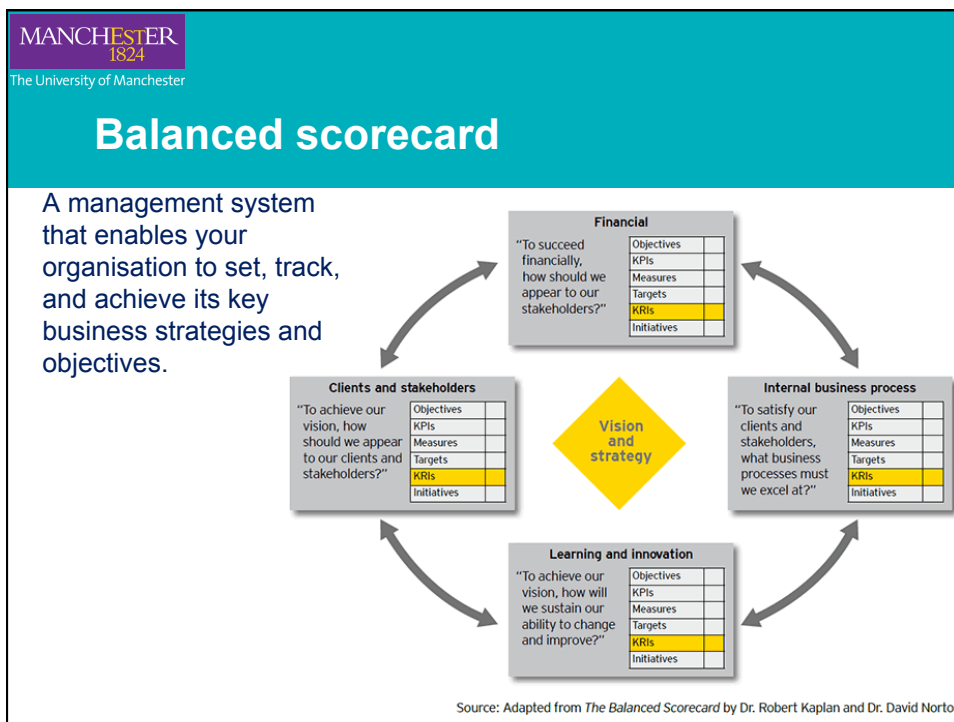 MANCHESTER
1824
The University of Manchester
Balanced scorecard
A management system
that enables your
organisation to set, track,
and achieve its key
business strategies and
objectives.
Financial
"To succeed
financially,
how should we
appear to our
stakeholders?"
Objectives
KPIs
Measures
Targets
KRIs
Initiatives
Clients and stakeholders
"To achieve our
vision, how
should we appear
to our clients and
stakeholders?"
Objectives
KPIs
Measures
Targets
KRIs
Initiatives
Vision
and
strategy
Internal business process
"To satisfy our
clients and
stakeholders,
what business
processes must
we excel at?"
Objectives
KPIs
Measures
Targets
KRIs
Initiatives
Learning and innovation
"To achieve our
vision, how will
we sustain our
ability to change
and improve?"
Objectives
KPIs
Measures
Targets
KRIs
Initiatives
Source: Adapted from The Balanced Scorecard by Dr. Robert Kaplan and Dr. David Norto